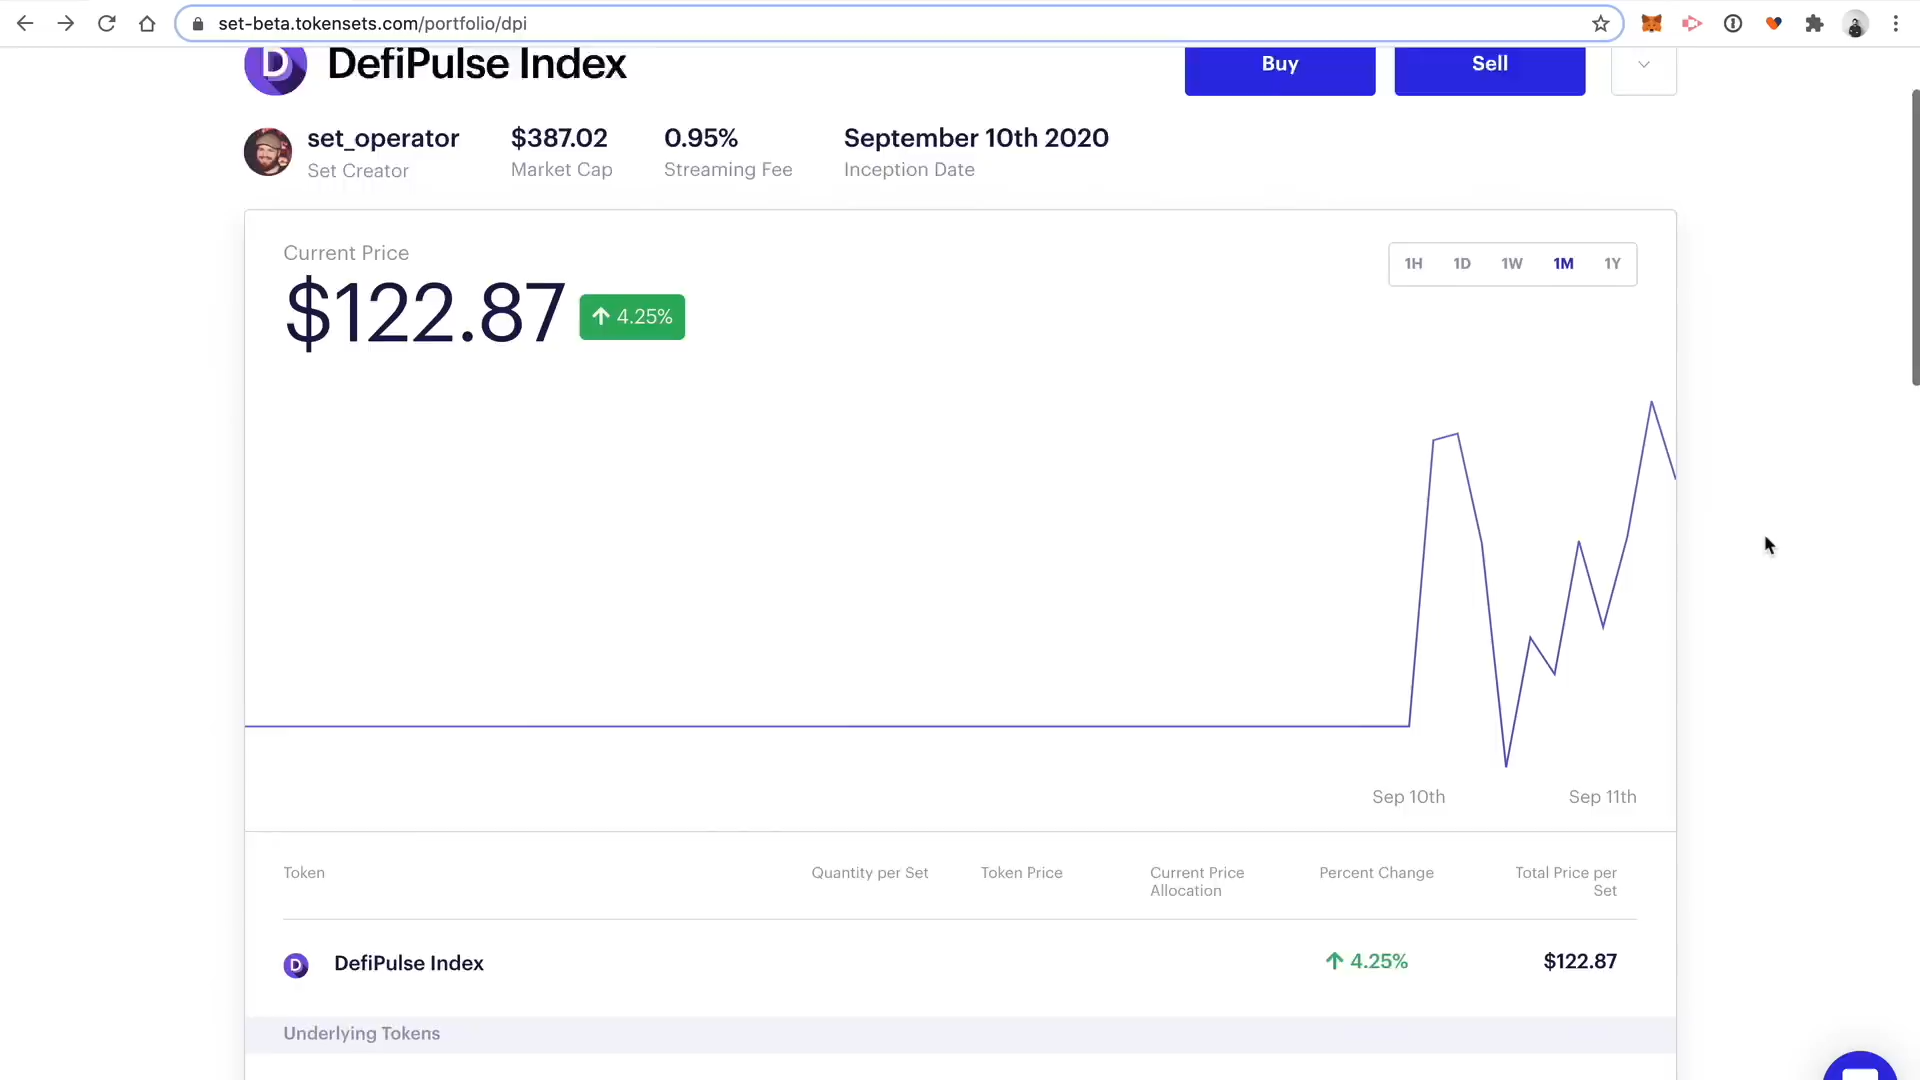 set-beta.tokensets.com/portfolio/dpi
D
DefiPulse Index
Buy
Sell
set_operator
$387.02
0.95%
September 10th 2020
Set Creator
Market Cap
Streaming Fee
Inception Date
Current Price
1H 1D 1W 1M 1Y
$122.87
4.25%
Sep 10th
Sep 11th
Token
Quantity per Set
Token Price
Current Price
Allocation
Percent Change
Total Price per
Set
D
DefiPulse Index
4.25%
$122.87
Underlying Tokens